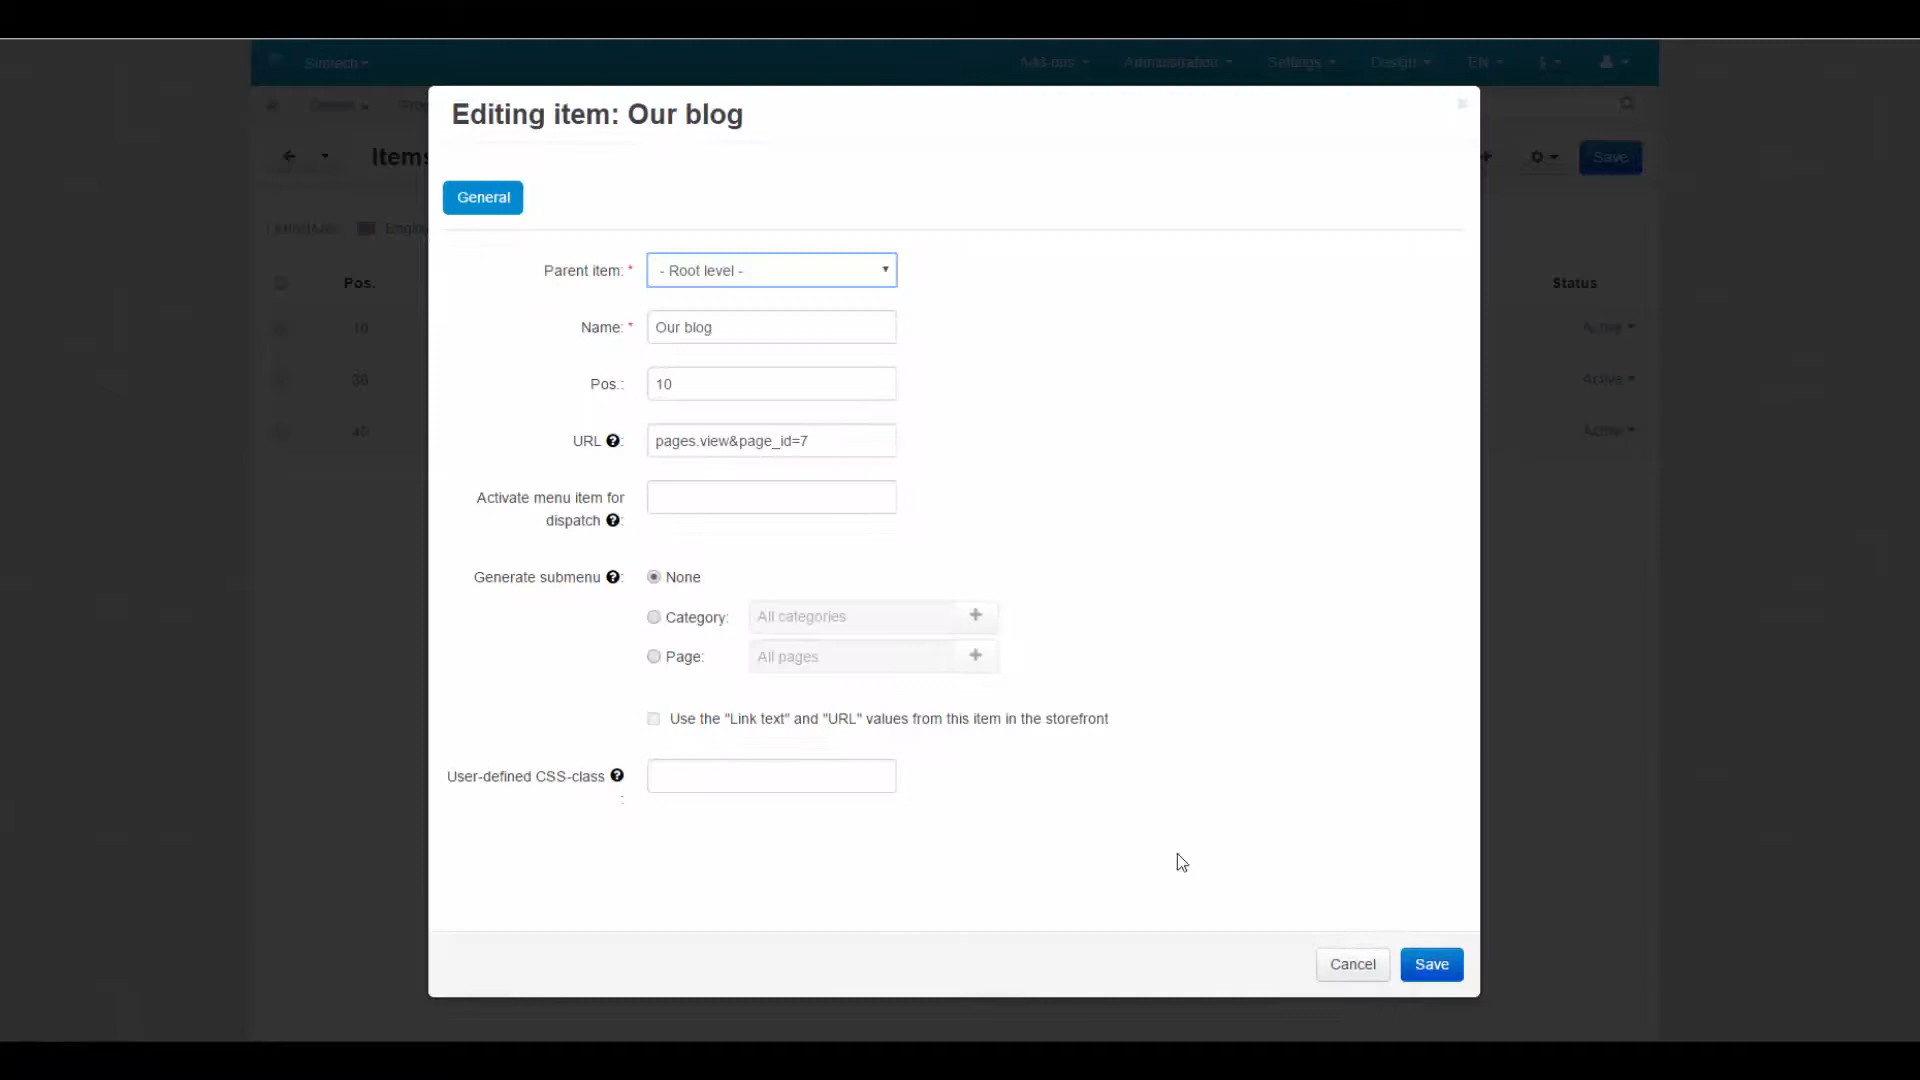 Simtech
Add-ons
Administration
Settings
Design
EN
$
Editing item: Our blog
×
Items
Save
General
Parent item: *
- Root level -
Pos.
Status
Name: *
Our blog
10
Active
Pos.:
10
30
Active
URL ?:
pages.view&page_id=7
40
Active
Activate menu item for
dispatch ?:
Generate submenu ?:
None
Category:
All categories
+
Page:
All pages
+
Use the "Link text" and "URL" values from this item in the storefront
User-defined CSS-class ?
:
Cancel
Save